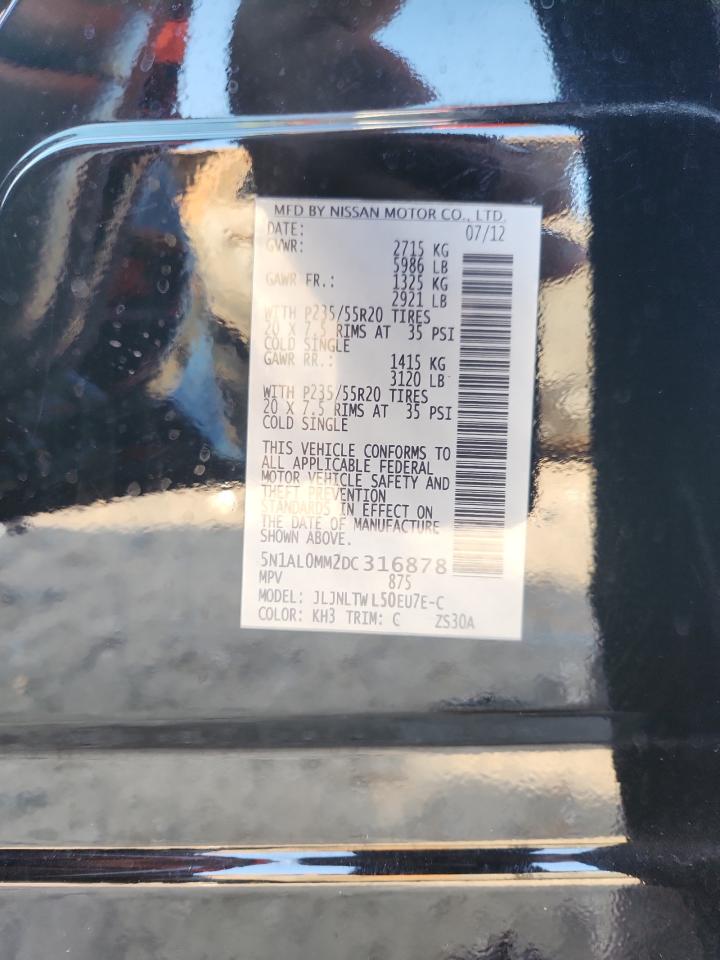 MFD BY NISSAN MOTOR CO., LTD.
DATE: 07/12
GVWR: 2715 KG
5986 LB
GAWR FR.: 1325 KG
2921 LB
WITH P235/55R20 TIRES
20 X 7.5 RIMS AT 35 PSI
COLD SINGLE
GAWR RR.: 1415 KG
3120 LB
WITH P235/55R20 TIRES
20 X 7.5 RIMS AT 35 PSI
COLD SINGLE
THIS VEHICLE CONFORMS TO
ALL APPLICABLE FEDERAL
MOTOR VEHICLE SAFETY AND
THEFT PREVENTION
STANDARDS IN EFFECT ON
THE DATE OF MANUFACTURE
SHOWN ABOVE.
5N1AL0MM2DC316878
MPV 875
MODEL: JLJNLTW L50EU7E-C
COLOR: KH3 TRIM: C ZS30A